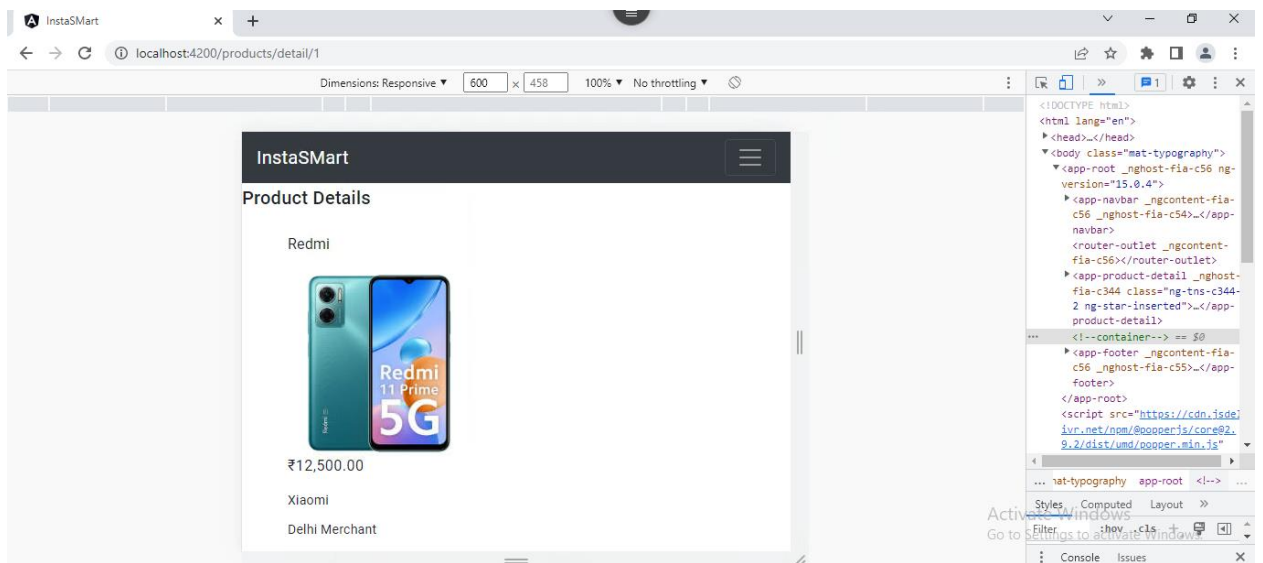 InstaSMart
localhost:4200/products/detail/1
Dimensions: Responsive ▼ 600 × 458 100% ▼ No throttling ▼
» 1
<!DOCTYPE html>
<html lang="en">
<head>…</head>
<body class="mat-typography">
<app-root _nghost-fia-c56 ng-
version="15.0.4">
<app-navbar _ngcontent-fia-
c56 _nghost-fia-c54>…</app-
navbar>
<router-outlet _ngcontent-
fia-c56></router-outlet>
<app-product-detail _nghost-
fia-c344 class="ng-tns-c344-
2 ng-star-inserted">…</app-
product-detail>
<!--container--> == $0
<app-footer _ngcontent-fia-
c56 _nghost-fia-c55>…</app-
footer>
</app-root>
<script src="https://cdn.jsdel
ivr.net/npm/@popperjs/core@2.
9.2/dist/umd/popper.min.js"
InstaSMart
Product Details
Redmi
Redmi
11 Prime
5G
Redmi
₹12,500.00
Xiaomi
Delhi Merchant
... nat-typography app-root <!--> ...
Styles Computed Layout »
Filter :hov .cls +
Console Issues
Activate Windows
Go to Settings to activate Windows.